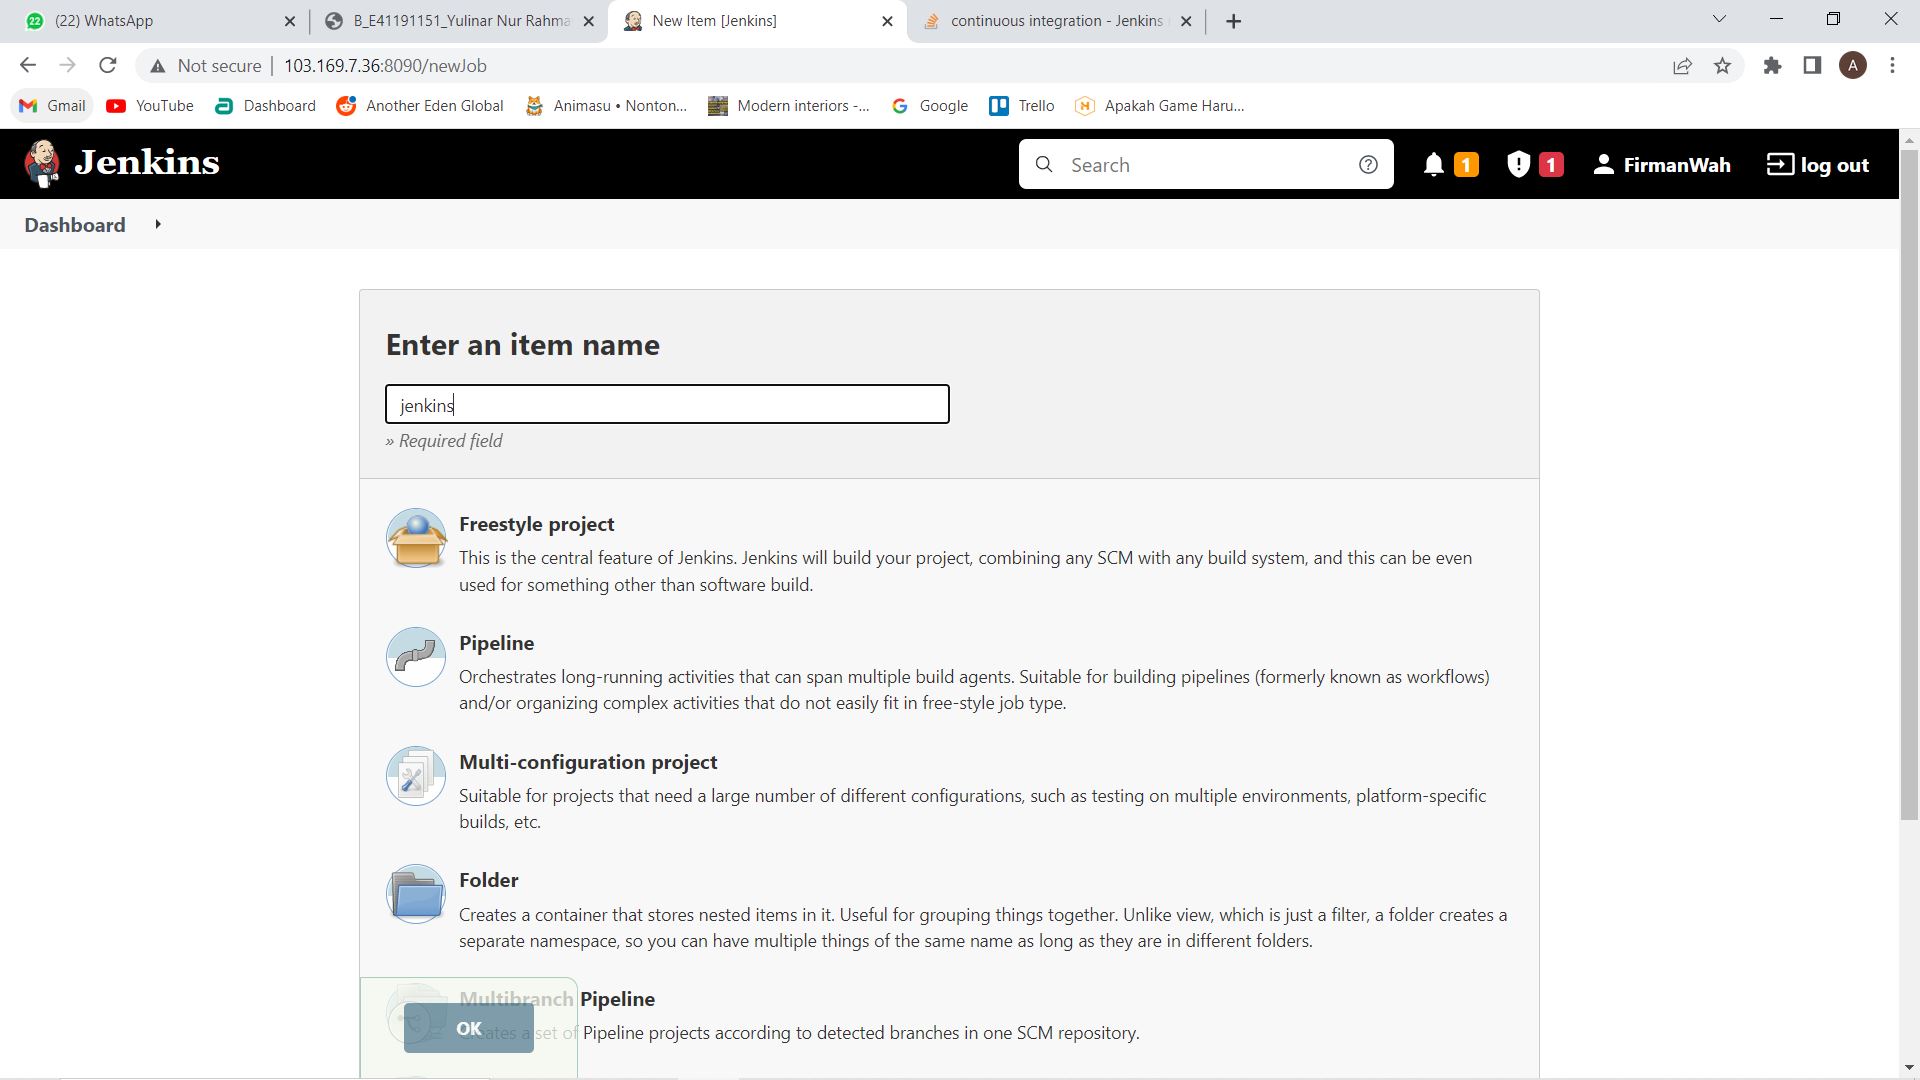 22 (22) WhatsApp
B_E41191151_Yulinar Nur Rahma
New Item [Jenkins]
continuous integration - Jenkins
Not secure 103.169.7.36:8090/newJob
A
Gmail
YouTube
Dashboard
Another Eden Global
Animasu • Nonton...
Modern interiors -...
Google
Trello
Apakah Game Haru...
Jenkins
Search
1
1
FirmanWah
log out
Dashboard
Enter an item name
jenkins
» Required field
Freestyle project
This is the central feature of Jenkins. Jenkins will build your project, combining any SCM with any build system, and this can be even
used for something other than software build.
Pipeline
Orchestrates long-running activities that can span multiple build agents. Suitable for building pipelines (formerly known as workflows)
and/or organizing complex activities that do not easily fit in free-style job type.
Multi-configuration project
Suitable for projects that need a large number of different configurations, such as testing on multiple environments, platform-specific
builds, etc.
Folder
Creates a container that stores nested items in it. Useful for grouping things together. Unlike view, which is just a filter, a folder creates a
separate namespace, so you can have multiple things of the same name as long as they are in different folders.
Multibranch Pipeline
Creates a set of Pipeline projects according to detected branches in one SCM repository.
OK